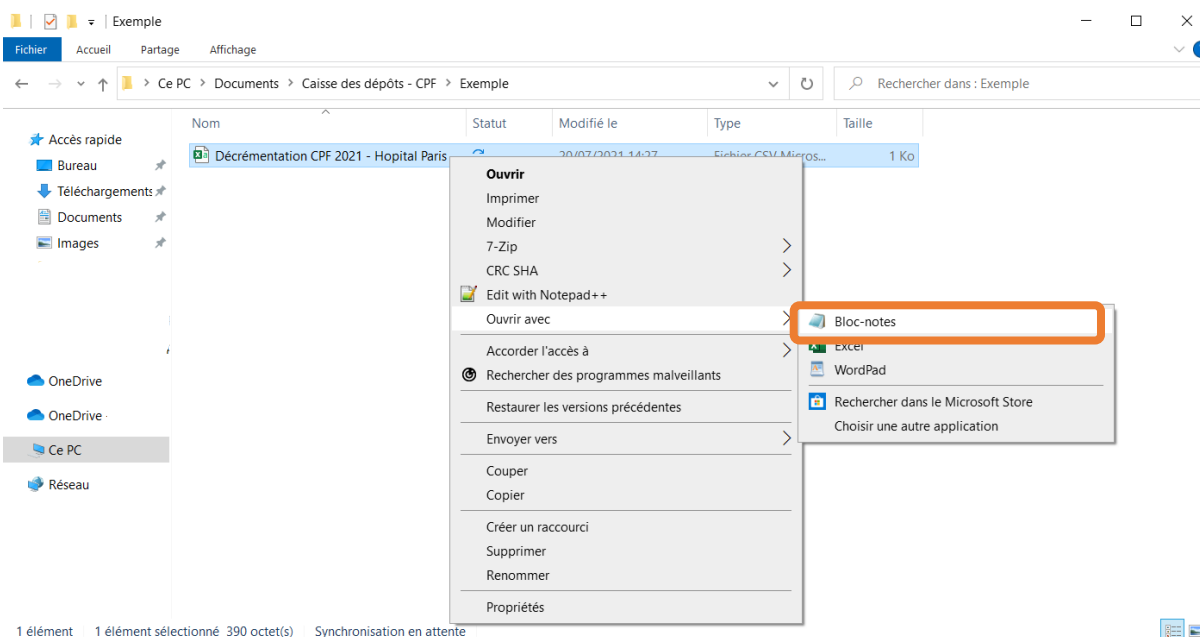 Exemple
Fichier Accueil Partage Affichage
Ce PC Documents Caisse des dépôts - CPF Exemple
Rechercher dans : Exemple
Nom Statut Modifié le Type Taille
Accès rapide
Bureau
Téléchargements
Documents
Images
OneDrive
OneDrive
Ce PC
Réseau
Décrémentation CPF 2021 - Hopital Paris 20/07/2021 14:27 Fichier CSV Micros... 1 Ko
Ouvrir
Imprimer
Modifier
7-Zip
CRC SHA
Edit with Notepad++
Ouvrir avec
Accorder l'accès à
Rechercher des programmes malveillants
Restaurer les versions précédentes
Envoyer vers
Couper
Copier
Créer un raccourci
Supprimer
Renommer
Propriétés
Bloc-notes
Excel
WordPad
Rechercher dans le Microsoft Store
Choisir une autre application
1 élément 1 élément sélectionné 390 octet(s) Synchronisation en attente